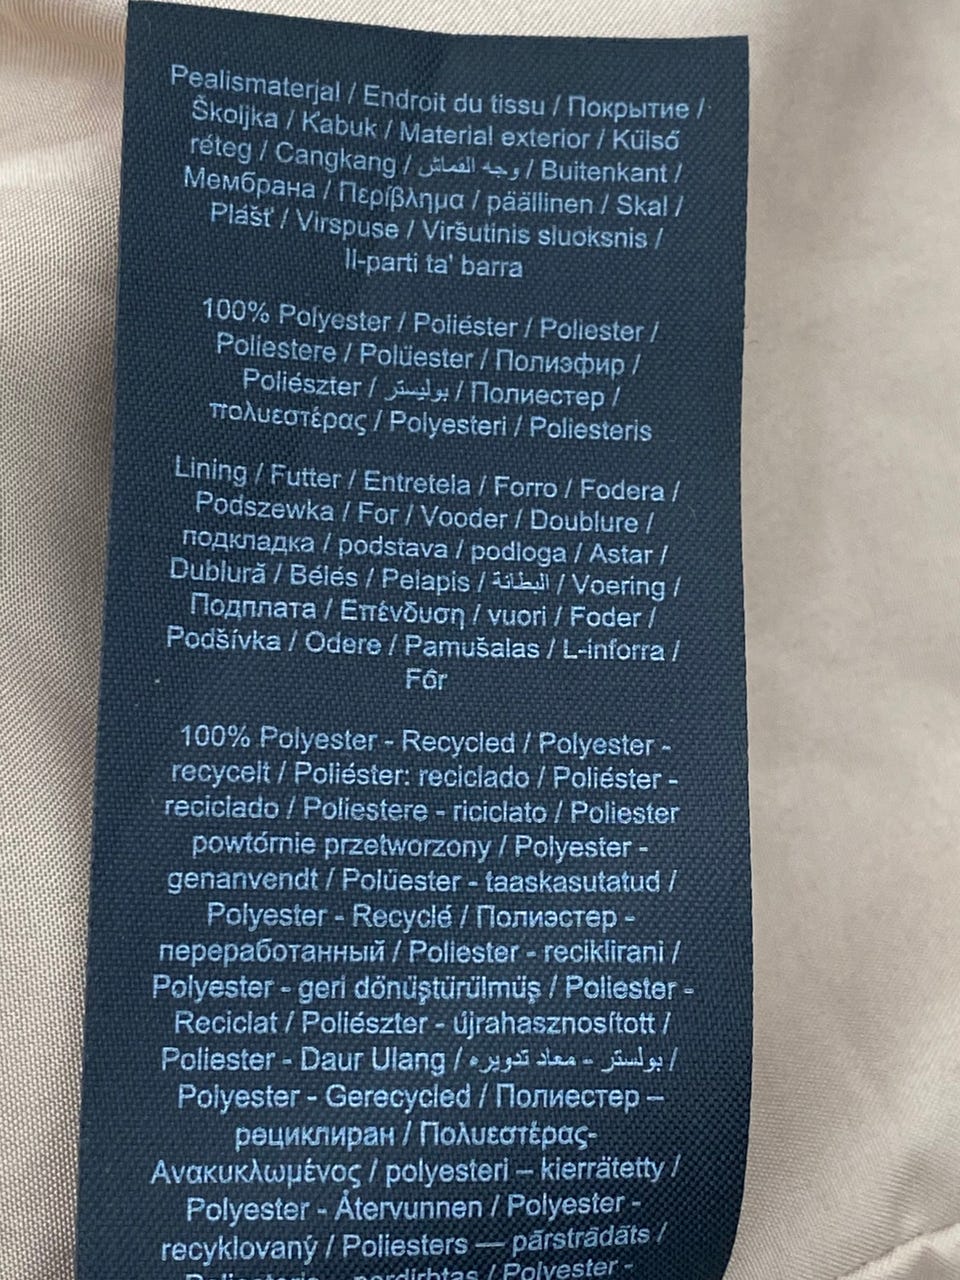 Pealismaterjal / Endroit du tissu / Покрытие /
Školjka / Kabuk / Material exterior / Külső
réteg / Cangkang / وجه القماش / Buitenkant /
Мембрана / Περίβλημα / päällinen / Skal /
Plášť / Virspuse / Viršutinis sluoksnis /
Il-parti ta' barra
100% Polyester / Poliéster / Poliester /
Poliestere / Polüester / Полиэфир /
Poliészter / بوليستر / Полиестер /
πολυεστέρας / Polyesteri / Poliesteris
Lining / Futter / Entretela / Forro / Fodera /
Podszewka / For / Vooder / Doublure /
подкладка / podstava / podloga / Astar /
Dublură / Bélés / Pelapis / البطانة / Voering /
Подплата / Επένδυση / vuori / Foder /
Podšívka / Odere / Pamušalas / L-inforra /
Fôr
100% Polyester - Recycled / Polyester -
recycelt / Poliéster: reciclado / Poliéster -
reciclado / Poliestere - riciclato / Poliester
powtórnie przetworzony / Polyester -
genanvendt / Polüester - taaskasutatud /
Polyester - Recyclé / Полиэстер -
переработанный / Poliester - reciklirani /
Polyester - geri dönüştürülmüş / Poliester -
Reciclat / Poliészter - újrahasznosított /
Poliester - Daur Ulang / بولستر - معاد تدويره /
Polyester - Gerecycled / Полиестер –
рециклиран / Πολυεστέρας-
Ανακυκλωμένος / polyesteri – kierrätetty /
Polyester - Återvunnen / Polyester -
recyklovaný / Poliesters — pārstrādāts /
Poliesteris - perdirbtas / Polyester -